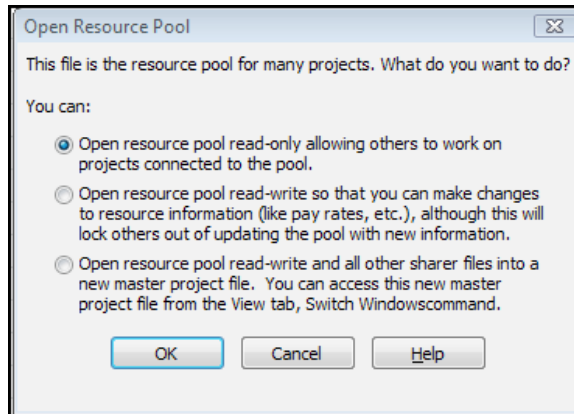 Open Resource Pool
This file is the resource pool for many projects. What do you want to do?
You can:
Open resource pool read-only allowing others to work on
projects connected to the pool.
Open resource pool read-write so that you can make changes
to resource information (like pay rates, etc.), although this will
lock others out of updating the pool with new information.
Open resource pool read-write and all other sharer files into a
new master project file.  You can access this new master
project file from the View tab, Switch Windowscommand.
OK
Cancel
Help